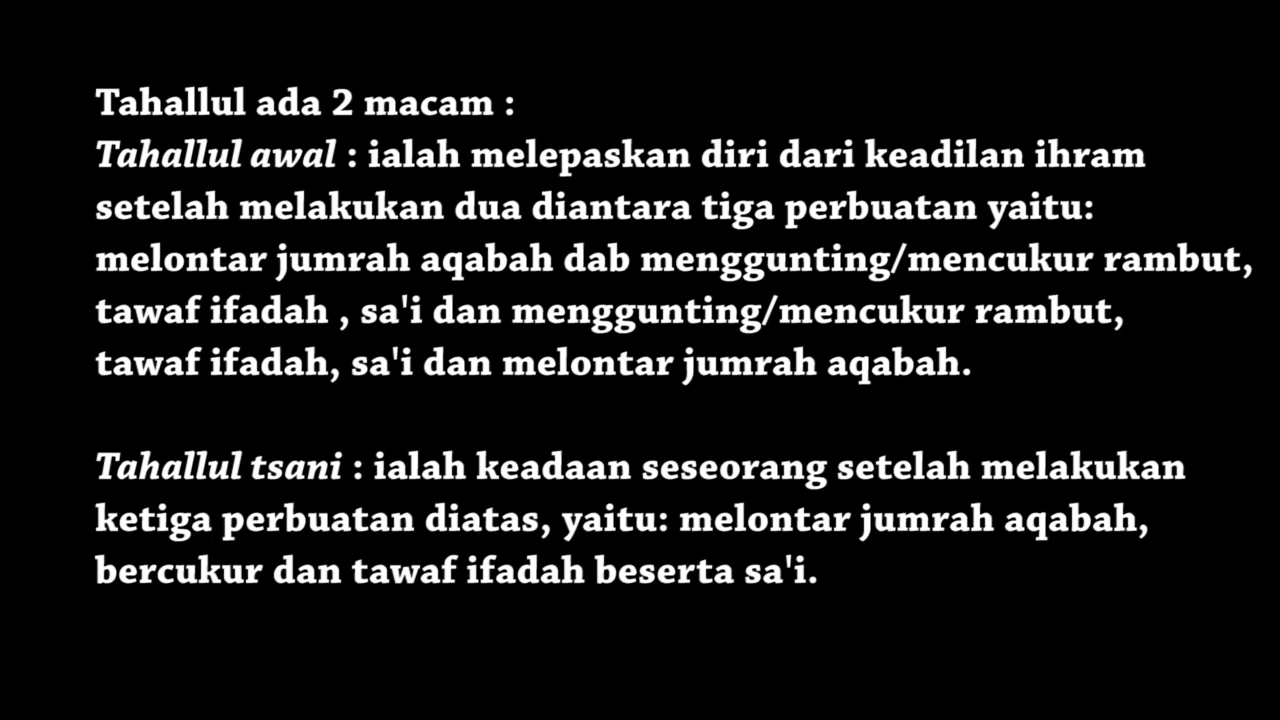 Tahallul ada 2 macam :
Tahallul awal : ialah melepaskan diri dari keadilan ihram
setelah melakukan dua diantara tiga perbuatan yaitu:
melontar jumrah aqabah dab menggunting/mencukur rambut,
tawaf ifadah , sa'i dan menggunting/mencukur rambut,
tawaf ifadah, sa'i dan melontar jumrah aqabah.
Tahallul tsani : ialah keadaan seseorang setelah melakukan
ketiga perbuatan diatas, yaitu: melontar jumrah aqabah,
bercukur dan tawaf ifadah beserta sa'i.